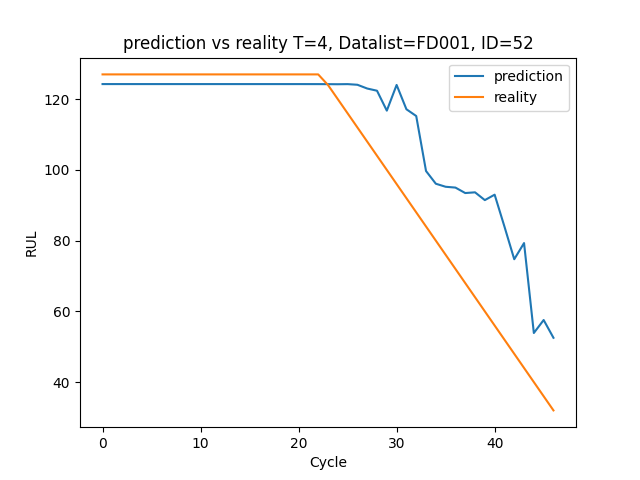 prediction vs reality T=4, Datalist=FD001, ID=52
prediction
reality
120
100
80
60
40
RUL
0 10 20 30 40
Cycle